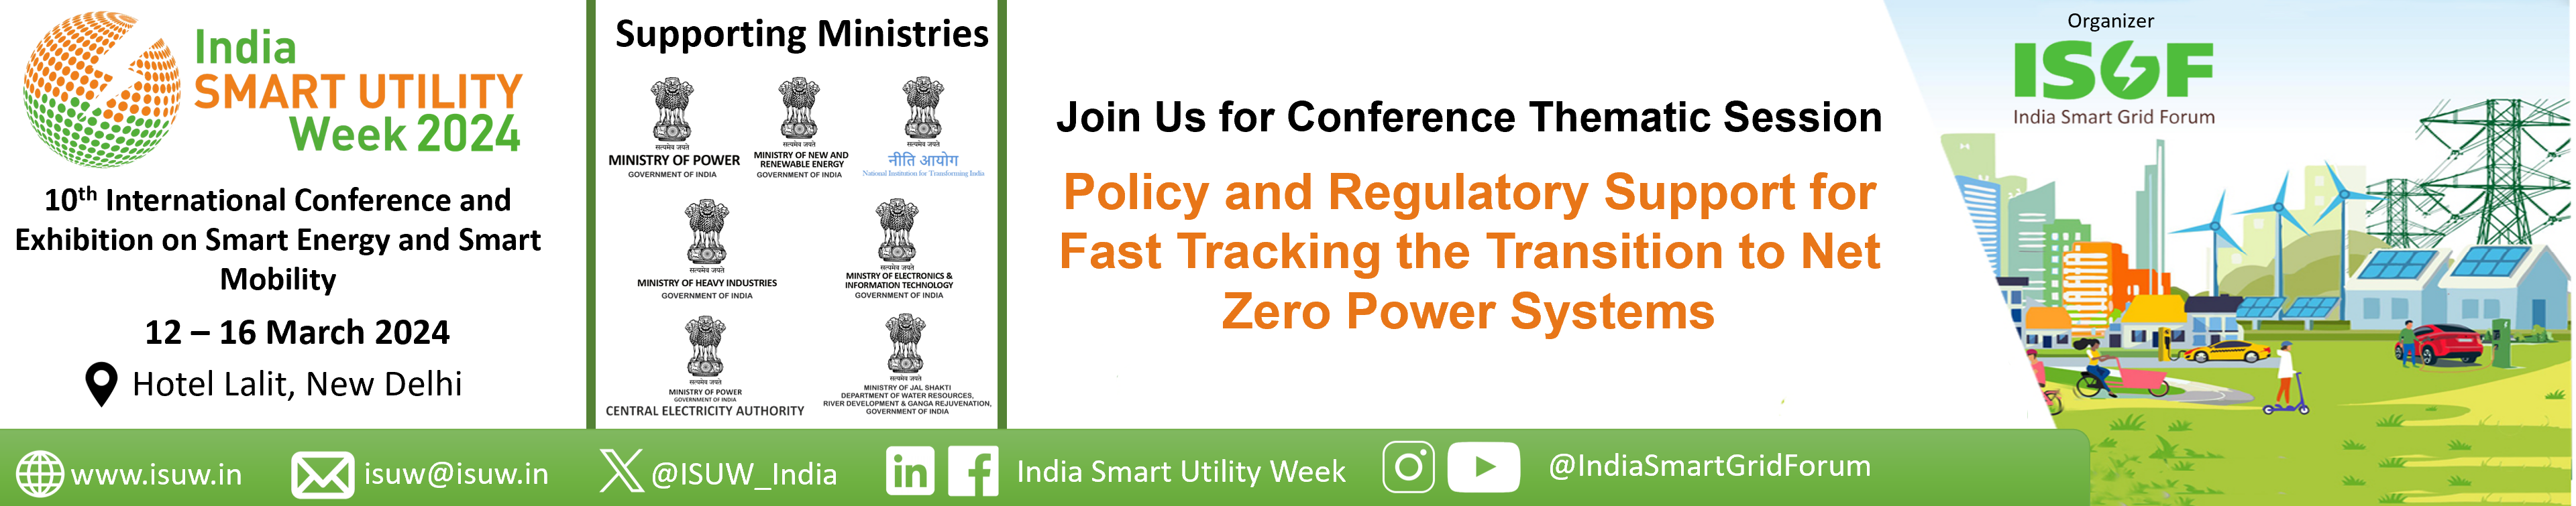 India
SMART UTILITY
Week 2024
10th International Conference and
Exhibition on Smart Energy and Smart
Mobility
12 – 16 March 2024
Hotel Lalit, New Delhi
Supporting Ministries
सत्यमेव जयते
MINISTRY OF POWER
GOVERNMENT OF INDIA
सत्यमेव जयते
MINISTRY OF NEW AND
RENEWABLE ENERGY
GOVERNMENT OF INDIA
सत्यमेव जयते
नीति आयोग
National Institution for Transforming India
सत्यमेव जयते
MINISTRY OF HEAVY INDUSTRIES
GOVERNMENT OF INDIA
सत्यमेव जयते
MINSTRY OF ELECTRONICS &
INFORMATION TECHNOLOGY
GOVERNMENT OF INDIA
सत्यमेव जयते
MINISTRY OF POWER
GOVERNMENT OF INDIA
CENTRAL ELECTRICITY AUTHORITY
सत्यमेव जयते
MINISTRY OF JAL SHAKTI
DEPARTMENT OF WATER RESOURCES,
RIVER DEVELOPMENT & GANGA REJUVENATION,
GOVERNMENT OF INDIA
Join Us for Conference Thematic Session
Policy and Regulatory Support for
Fast Tracking the Transition to Net
Zero Power Systems
Organizer
ISGF
India Smart Grid Forum
www.isuw.in
isuw@isuw.in
@ISUW_India
in
India Smart Utility Week
@IndiaSmartGridForum